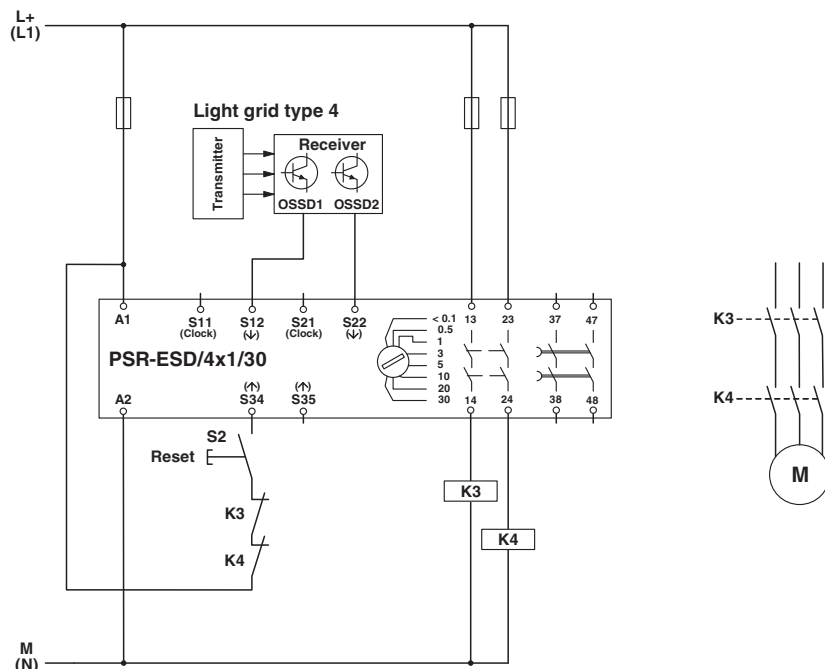 L+
(L1)
Light grid type 4
Transmitter
Receiver
OSSD1 OSSD2
A1
S11
(Clock)
S12
(↓)
S21
(Clock)
S22
(↓)
< 0.1
0.5
1
3
5
10
20
30
13 23 37 47
PSR-ESD/4x1/30
A2
(↑)
S34
(↑)
S35
14 24 38 48
S2
Reset
K3
K4
K3
K4
K3
K4
M
M
(N)